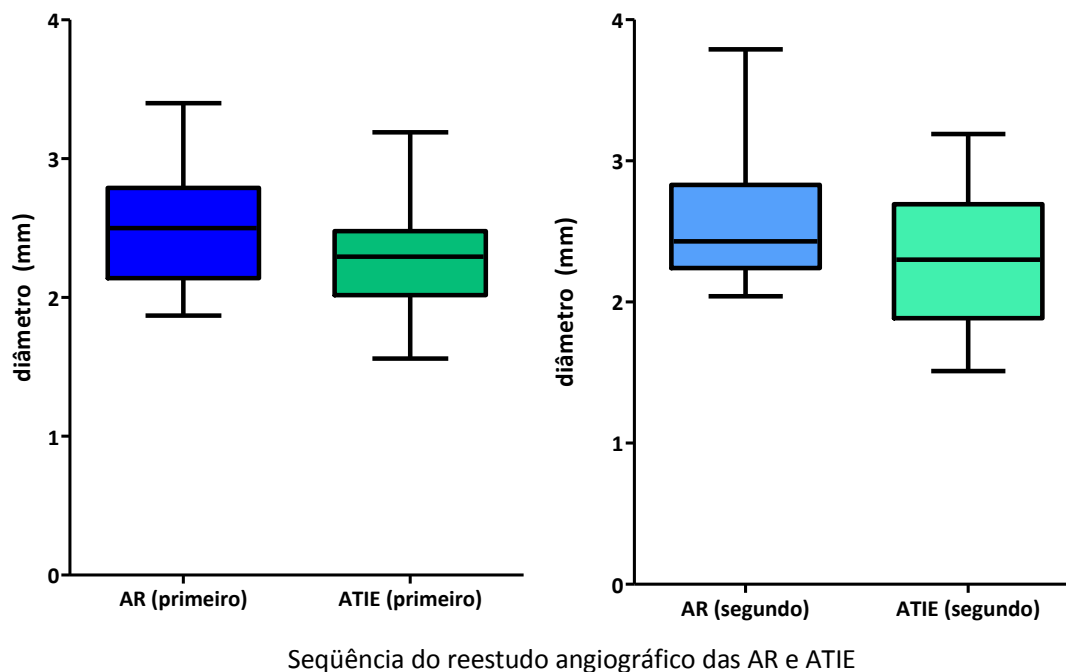 4
3
2
1
0
diâmetro (mm)
AR (primeiro)
ATIE (primeiro)
4
3
2
1
0
diâmetro (mm)
AR (segundo)
ATIE (segundo)
Seqüência do reestudo angiográfico das AR e ATIE